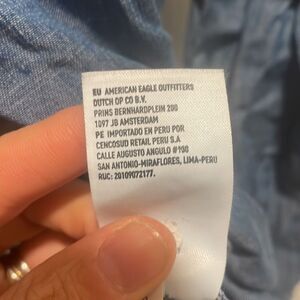 EU AMERICAN EAGLE OUTFITTERS
DUTCH OP CO B.V.
PRINS BERNHARDPLEIN 200
1097 JB AMSTERDAM
PE IMPORTADO EN PERU POR
CENCOSUD RETAIL PERU S.A
CALLE AUGUSTO ANGULO #130
SAN ANTONIO-MIRAFLORES, LIMA-PERU
RUC: 20109072177.